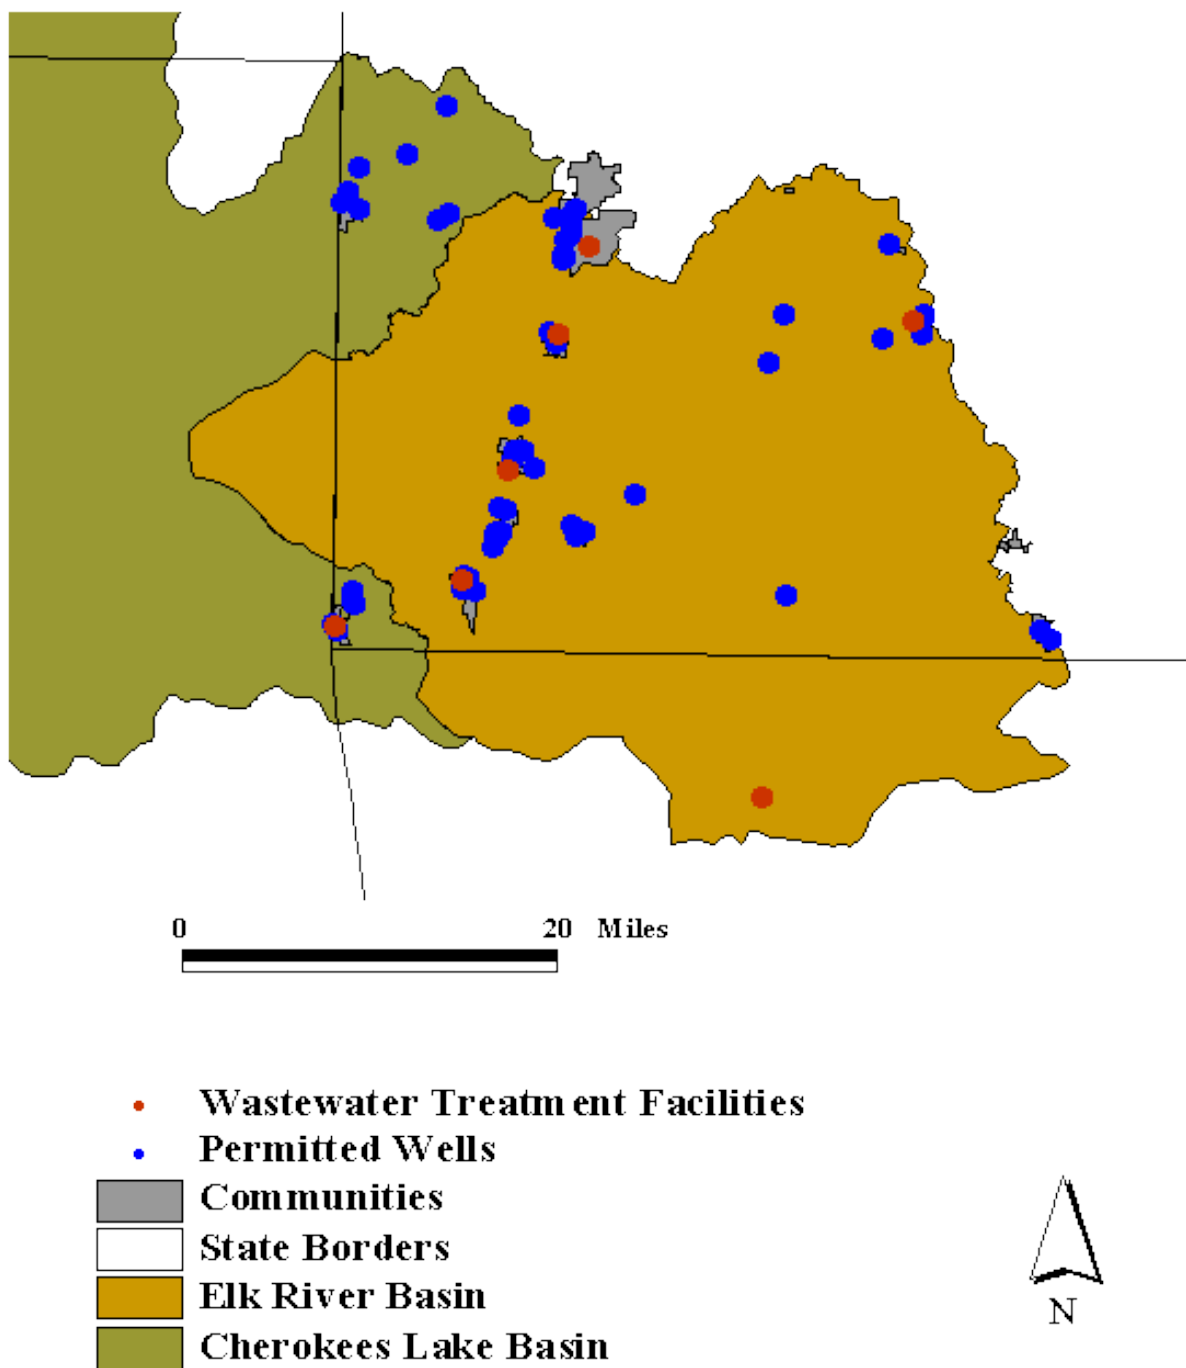 0 20 Miles
Wastewater Treatment Facilities
Permitted Wells
Communities
State Borders
Elk River Basin
Cherokees Lake Basin
N